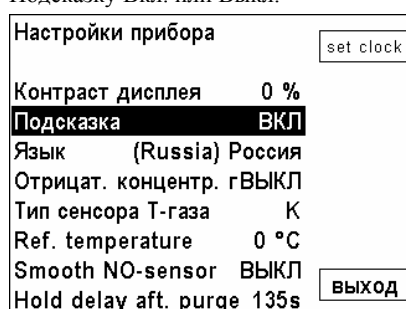 Подсказку Вкл. или Выкл.
Настройки прибора
set clock
Контраст дисплея 0 %
Подсказка ВКЛ
Язык (Russia) Россия
Отрицат. концентр. гВЫКЛ
Тип сенсора Т-газа K
Ref. temperature 0 °C
Smooth NO-sensor ВЫКЛ
Hold delay aft. purge 135s
выход